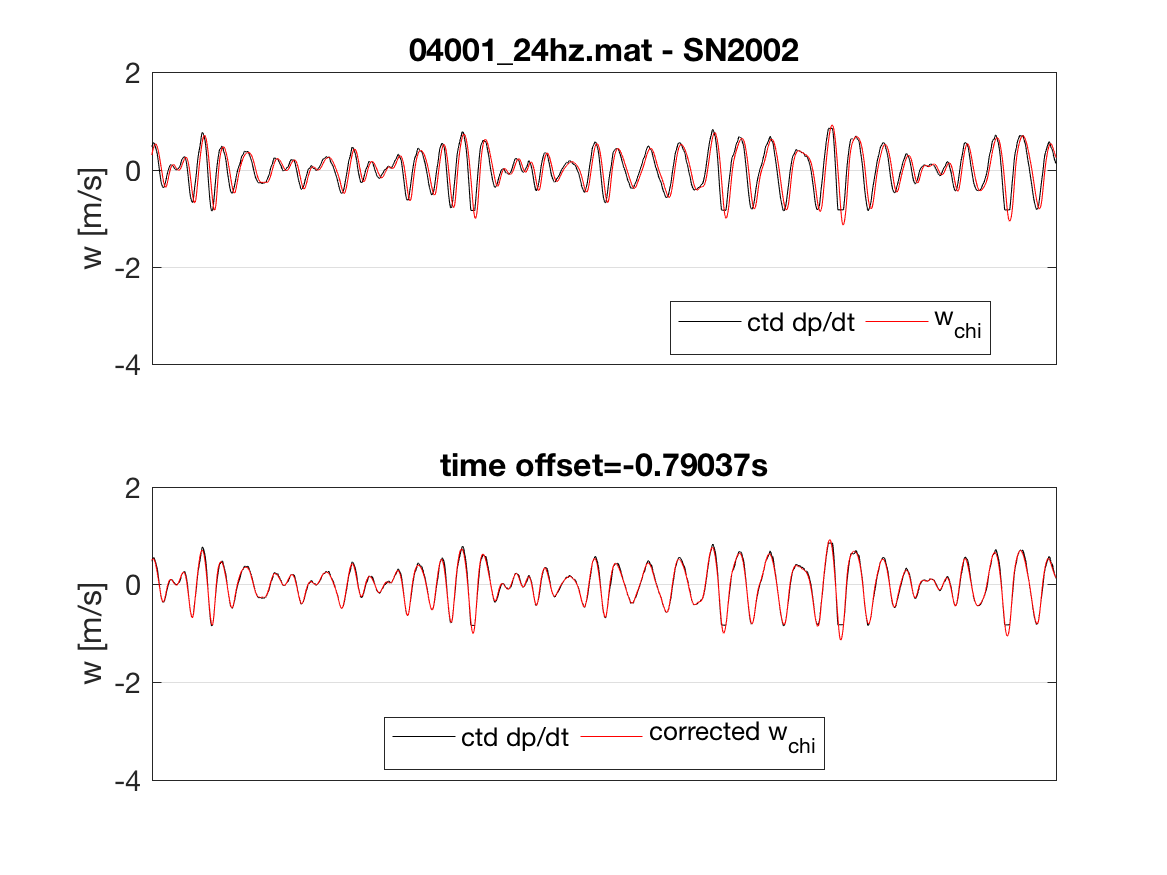 04001_24hz.mat - SN2002
2
0
-2
-4
w [m/s]
ctd dp/dt w_chi
time offset=-0.79037s
2
0
-2
-4
w [m/s]
ctd dp/dt corrected w_chi